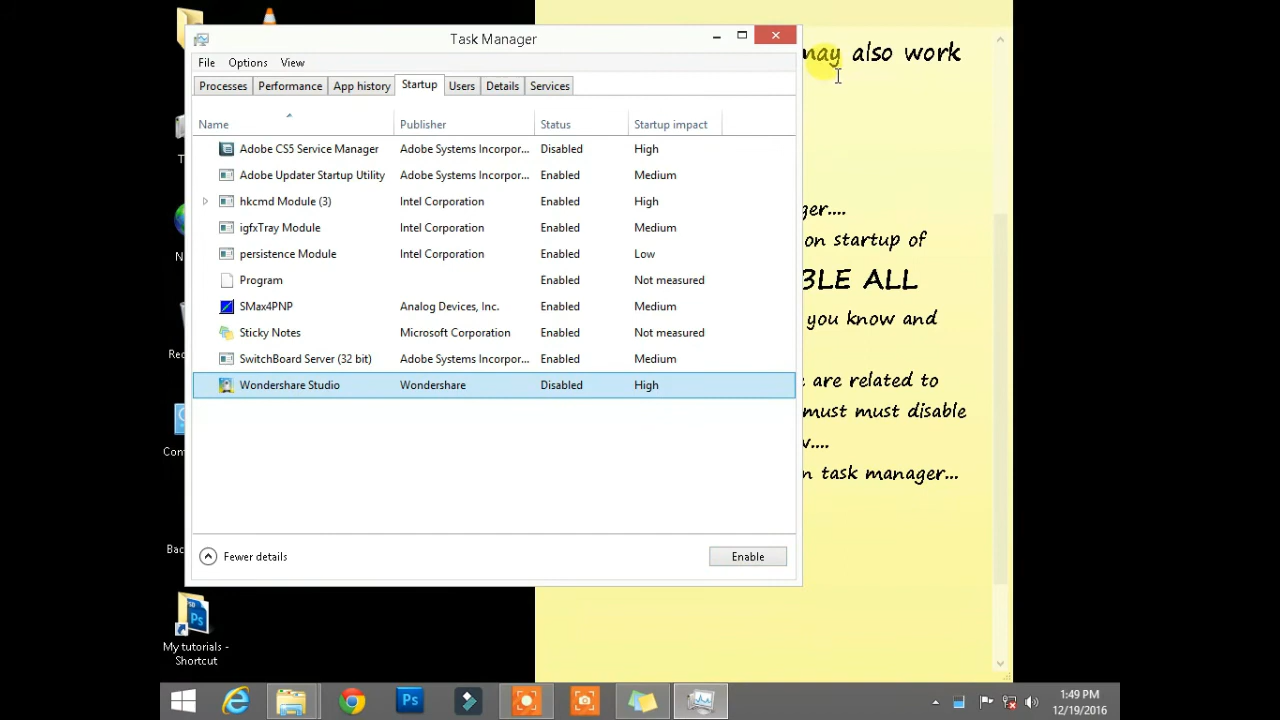 Task Manager
may also work
File Options View
Processes Performance App history Startup Users Details Services
Name Publisher Status Startup impact
Adobe CS5 Service Manager Adobe Systems Incorpor... Disabled High
Adobe Updater Startup Utility Adobe Systems Incorpor... Enabled Medium
hkcmd Module (3) Intel Corporation Enabled High
igfxTray Module Intel Corporation Enabled Medium
persistence Module Intel Corporation Enabled Low
Program Enabled Not measured
SMax4PNP Analog Devices, Inc. Enabled Medium
Sticky Notes Microsoft Corporation Enabled Not measured
SwitchBoard Server (32 bit) Adobe Systems Incorpor... Enabled Medium
Wondershare Studio Wondershare Disabled High
Fewer details Enable
ger....
on startup of
BLE ALL
you know and
are related to
must must disable
w....
n task manager...
My tutorials -
Shortcut
Ps
1:49 PM
12/19/2016